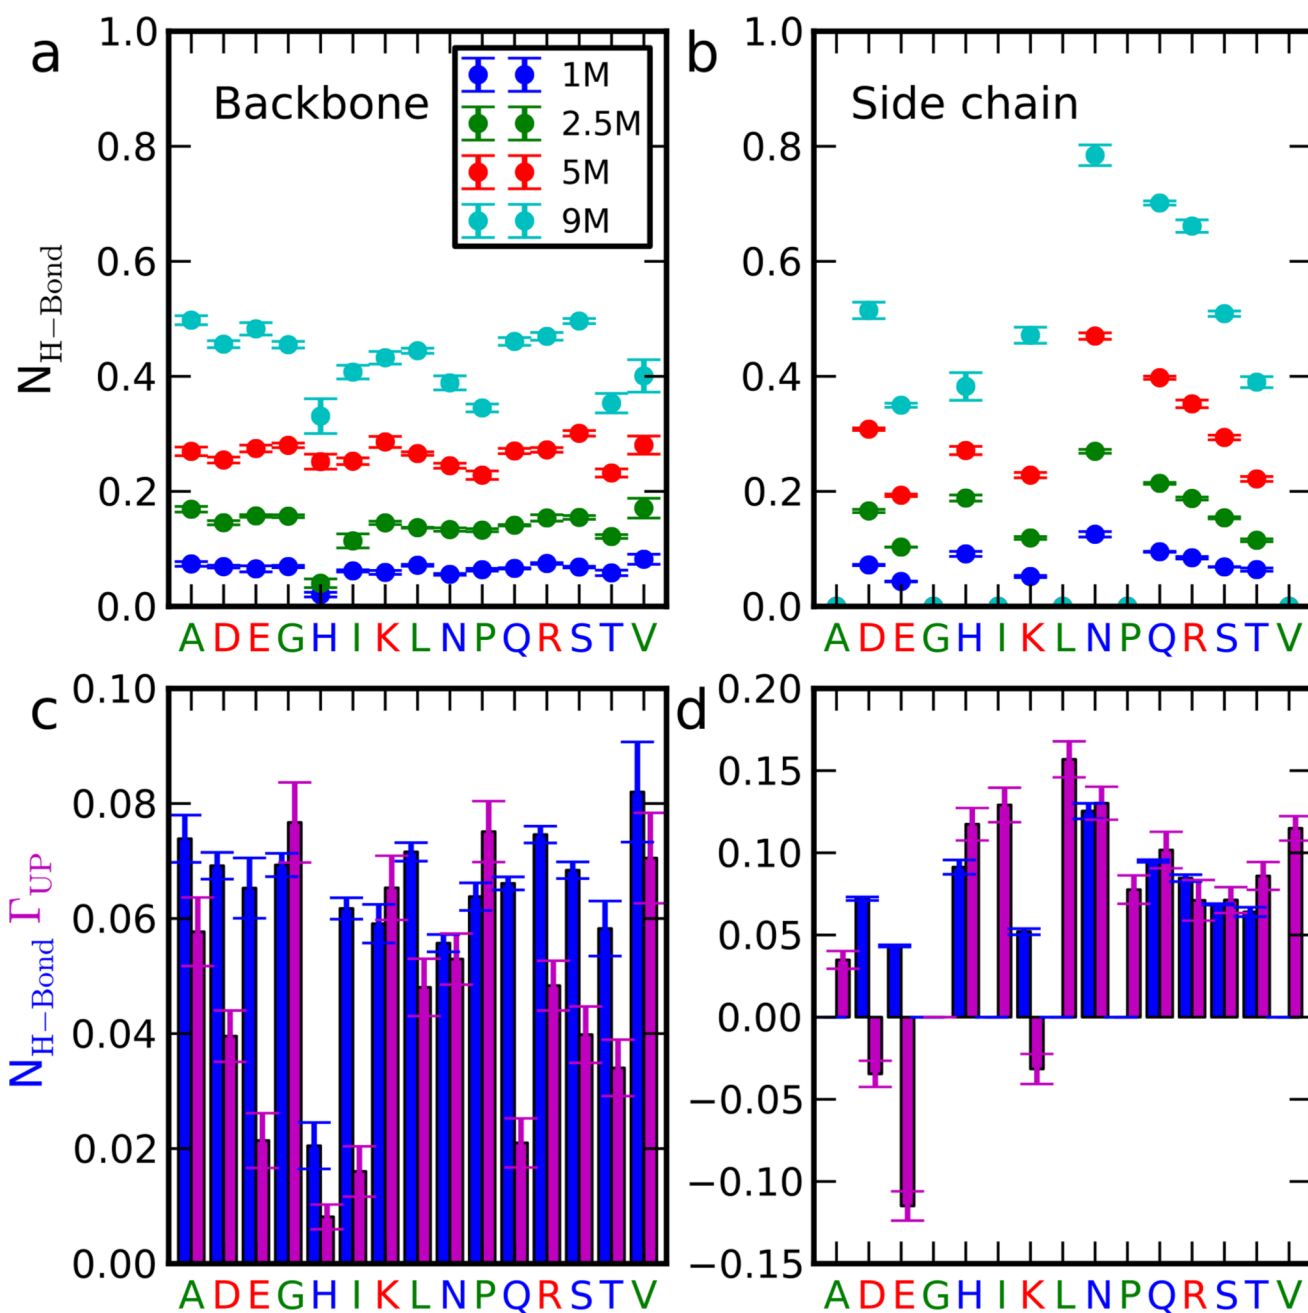 a
Backbone
1M
2.5M
5M
9M
1.0
0.8
0.6
0.4
0.2
0.0
N H−Bond
A D E G H I K L N P Q R S T V
b
Side chain
1.0
0.8
0.6
0.4
0.2
0.0
A D E G H I K L N P Q R S T V
c
0.10
0.08
0.06
0.04
0.02
0.00
N H−Bond Γ UP
A D E G H I K L N P Q R S T V
d
0.20
0.15
0.10
0.05
0.00
−0.05
−0.10
−0.15
A D E G H I K L N P Q R S T V